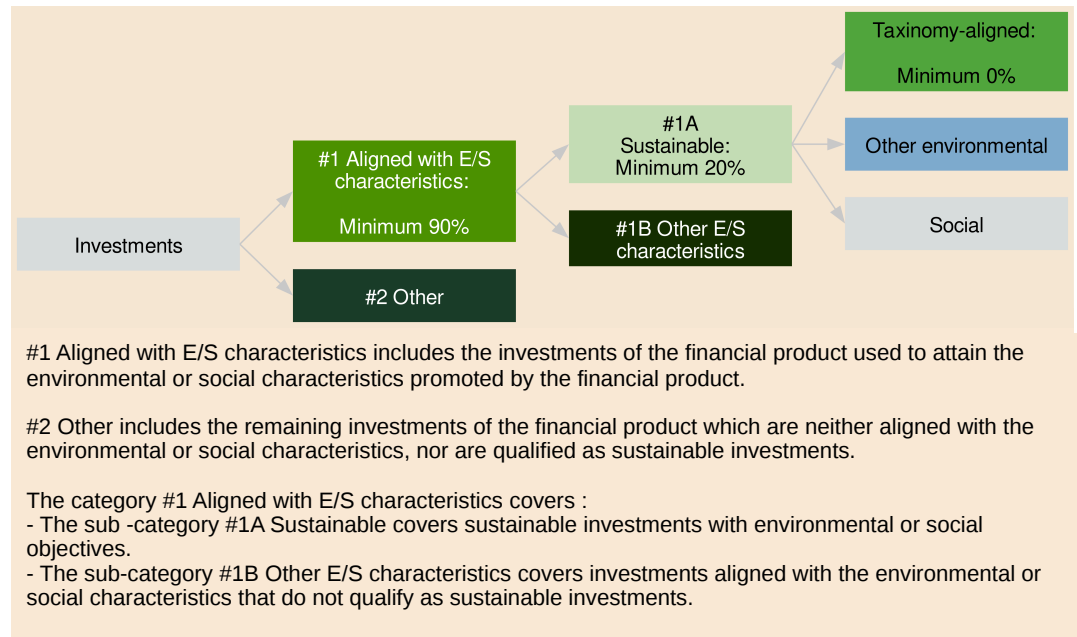 Taxinomy-aligned:
Minimum 0%
#1A
Sustainable:
Minimum 20%
#1 Aligned with E/S
characteristics:
Minimum 90%
Other environmental
Investments
#1B Other E/S
characteristics
Social
#2 Other
#1 Aligned with E/S characteristics includes the investments of the financial product used to attain the
environmental or social characteristics promoted by the financial product.
#2 Other includes the remaining investments of the financial product which are neither aligned with the
environmental or social characteristics, nor are qualified as sustainable investments.
The category #1 Aligned with E/S characteristics covers :
- The sub -category #1A Sustainable covers sustainable investments with environmental or social
objectives.
- The sub-category #1B Other E/S characteristics covers investments aligned with the environmental or
social characteristics that do not qualify as sustainable investments.